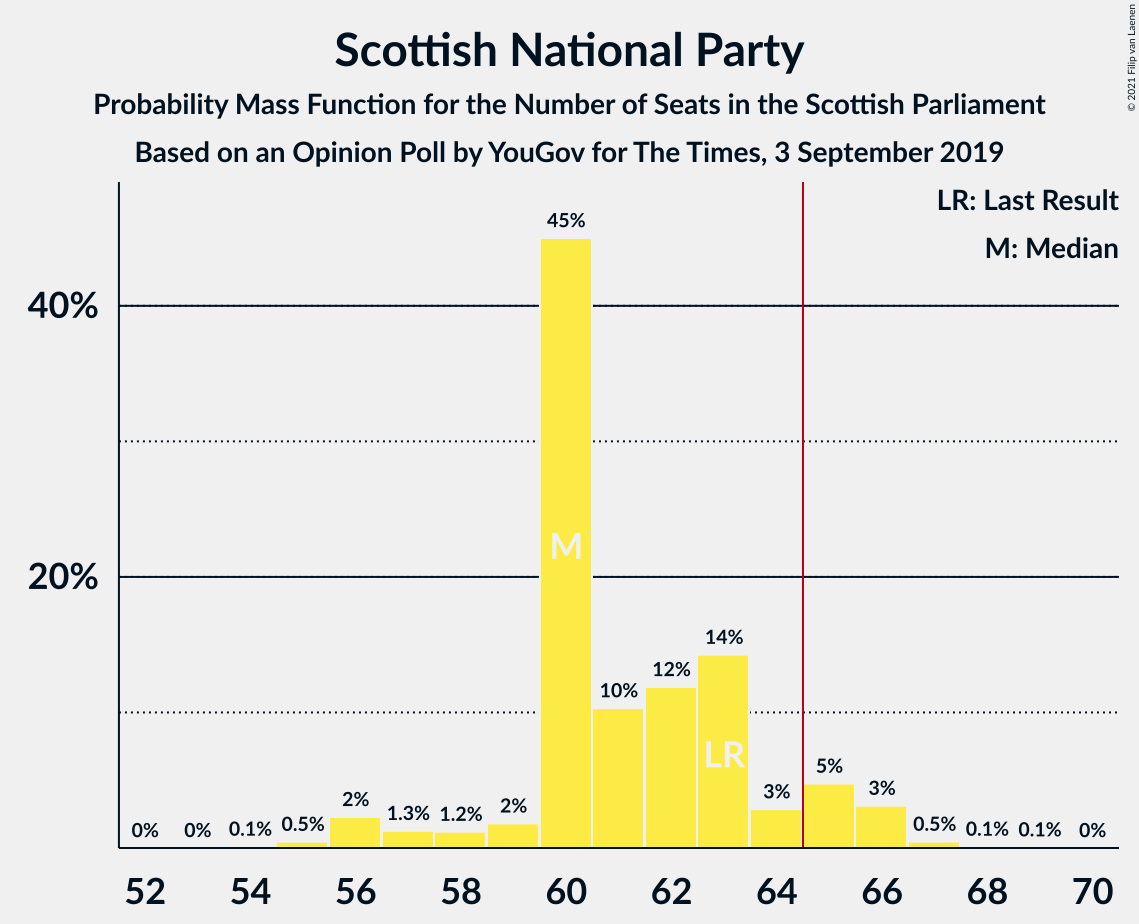 Scottish National Party
Probability Mass Function for the Number of Seats in the Scottish Parliament
Based on an Opinion Poll by YouGov for The Times, 3 September 2019
© 2021 Filip van Laenen
LR: Last Result
M: Median
40%
20%
0%
0%
0.1%
0.5%
2%
1.3%
1.2%
2%
45%
10%
12%
14%
3%
5%
3%
0.5%
0.1%
0.1%
0%
M
LR
52 54 56 58 60 62 64 66 68 70